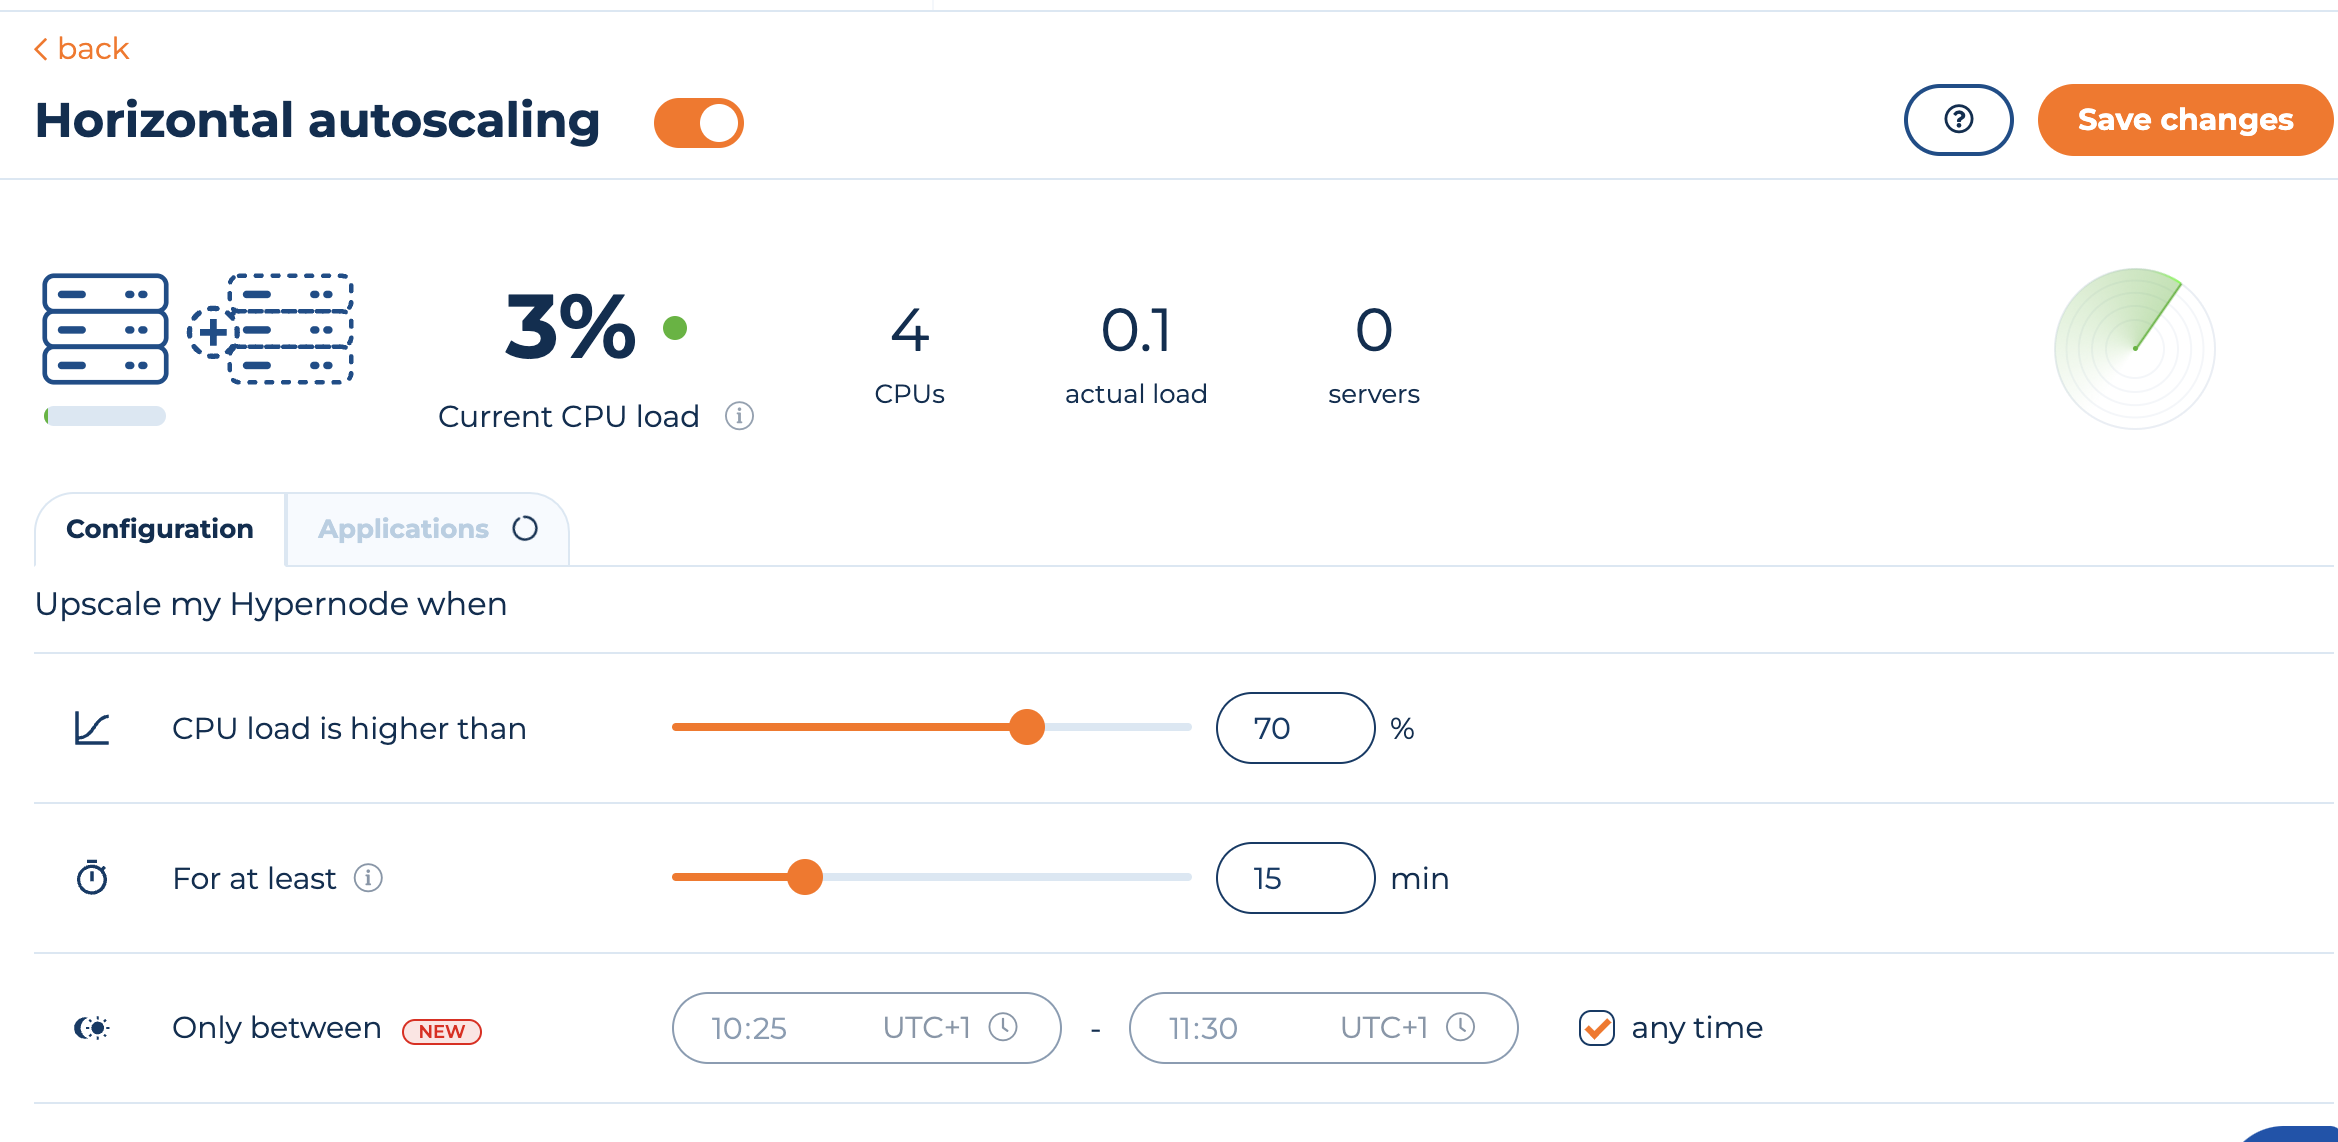 back
Horizontal autoscaling
Save changes
3%
4
0.1
0
Current CPU load
CPUs
actual load
servers
Configuration
Applications
Upscale my Hypernode when
CPU load is higher than 70 %
For at least 15 min
Only between NEW 10:25 UTC+1 - 11:30 UTC+1 any time